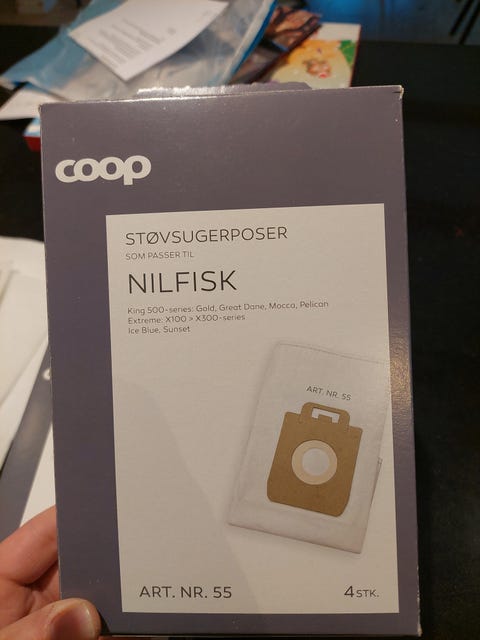 coop
STØVSUGERPOSER
SOM PASSER TIL
NILFISK
King 500-series: Gold, Great Dane, Mocca, Pelican
Extreme: X100 > X300-series
Ice Blue, Sunset
ART. NR. 55
ART. NR. 55
4 STK.